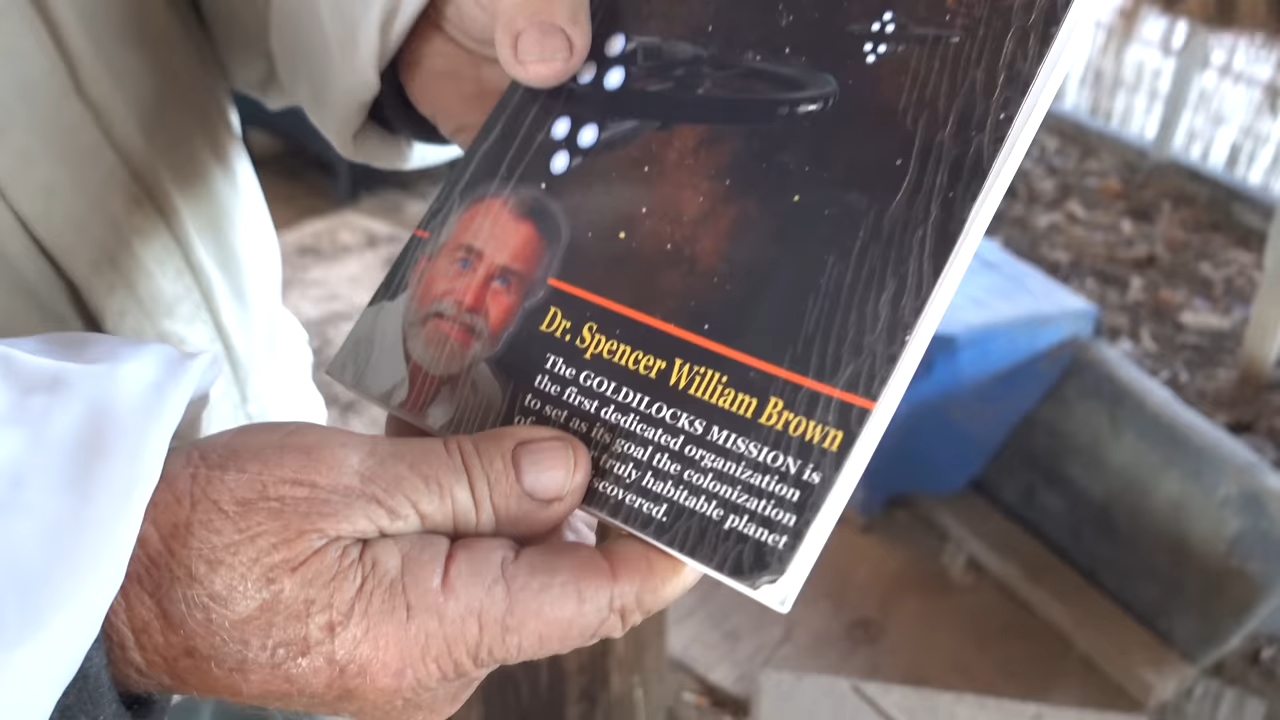 Dr. Spencer William Brown
The GOLDILOCKS MISSION is
the first dedicated organization
to set as its goal the colonization
of truly habitable planet
scovered.